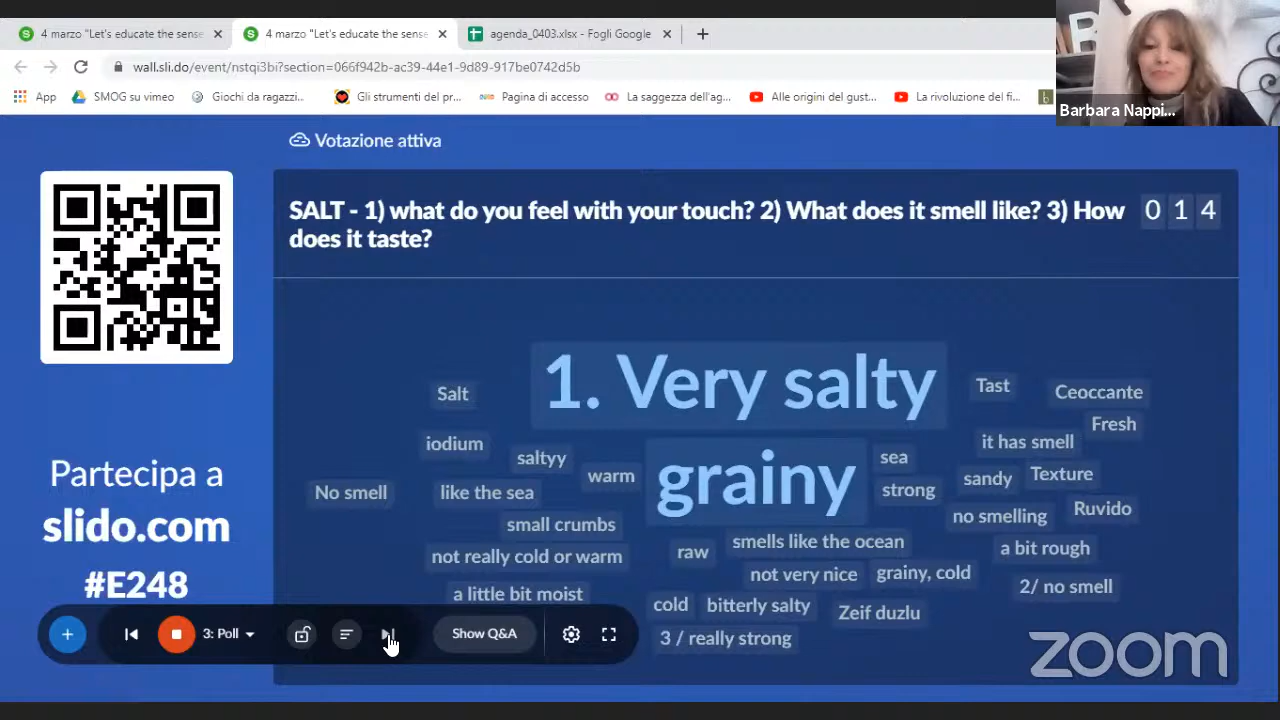 4 marzo "Let's educate the sense
4 marzo "Let's educate the sense
agenda_0403.xlsx - Fogli Google
wall.sli.do/event/nstqi3bi?section=066f942b-ac39-44e1-9d89-917be0742d5b
App
SMOG su vimeo
Giochi da ragazzi...
Gli strumenti del pr...
Pagina di accesso
La saggezza dell'ag...
Alle origini del gust...
La rivoluzione del fi...
Barbara Nappi...
Votazione attiva
SALT - 1) what do you feel with your touch? 2) What does it smell like? 3) How
does it taste?
0 1 4
Partecipa a
slido.com
#E248
1. Very salty
grainy
Salt
Tast
Ceoccante
Fresh
iodium
saltyy
warm
sea
it has smell
No smell
like the sea
strong
sandy
Texture
small crumbs
no smelling
Ruvido
not really cold or warm
raw
smells like the ocean
a bit rough
not very nice
grainy, cold
2/ no smell
a little bit moist
cold
bitterly salty
Zeif duzlu
3 / really strong
3: Poll
Show Q&A
zoom